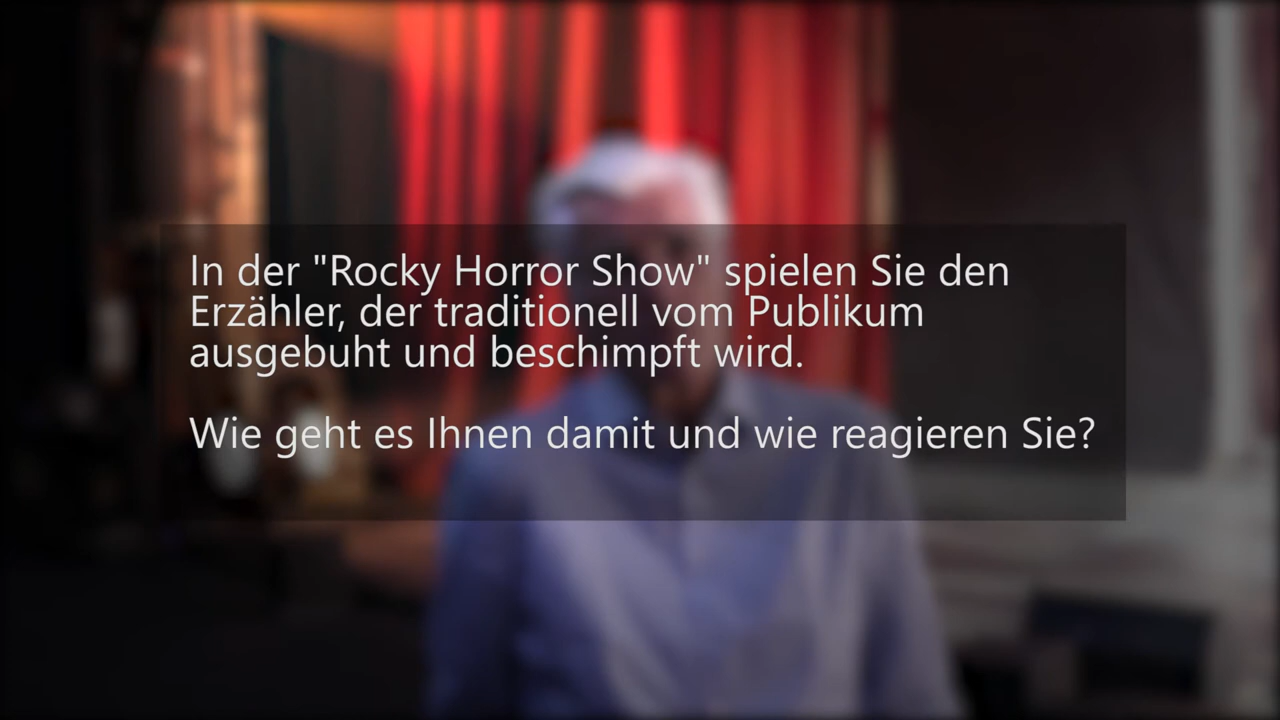 In der "Rocky Horror Show" spielen Sie den
Erzähler, der traditionell vom Publikum
ausgebuht und beschimpft wird.
Wie geht es Ihnen damit und wie reagieren Sie?